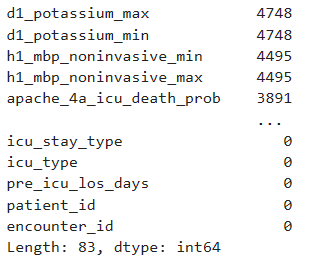 d1_potassium_max 4748
d1_potassium_min 4748
h1_mbp_noninvasive_min 4495
h1_mbp_noninvasive_max 4495
apache_4a_icu_death_prob 3891
...
icu_stay_type 0
icu_type 0
pre_icu_los_days 0
patient_id 0
encounter_id 0
Length: 83, dtype: int64